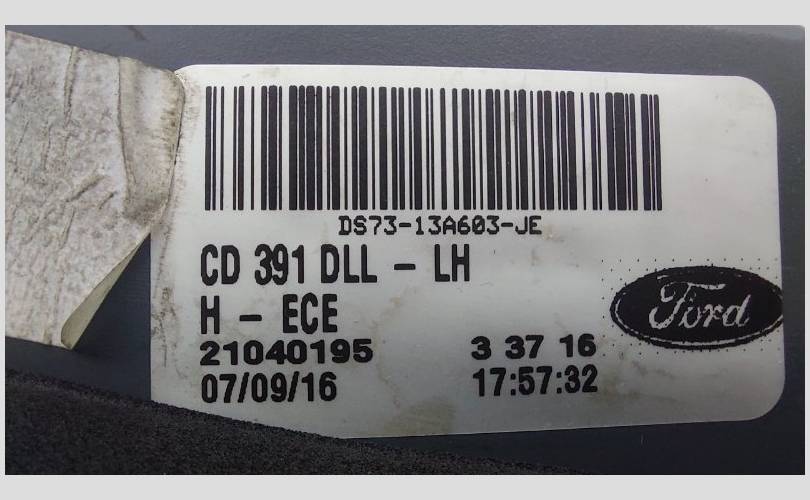 DS73-13A603-JE
CD 391 DLL - LH
H - ECE
Ford
21040195 3 37 16
07/09/16 17:57:32